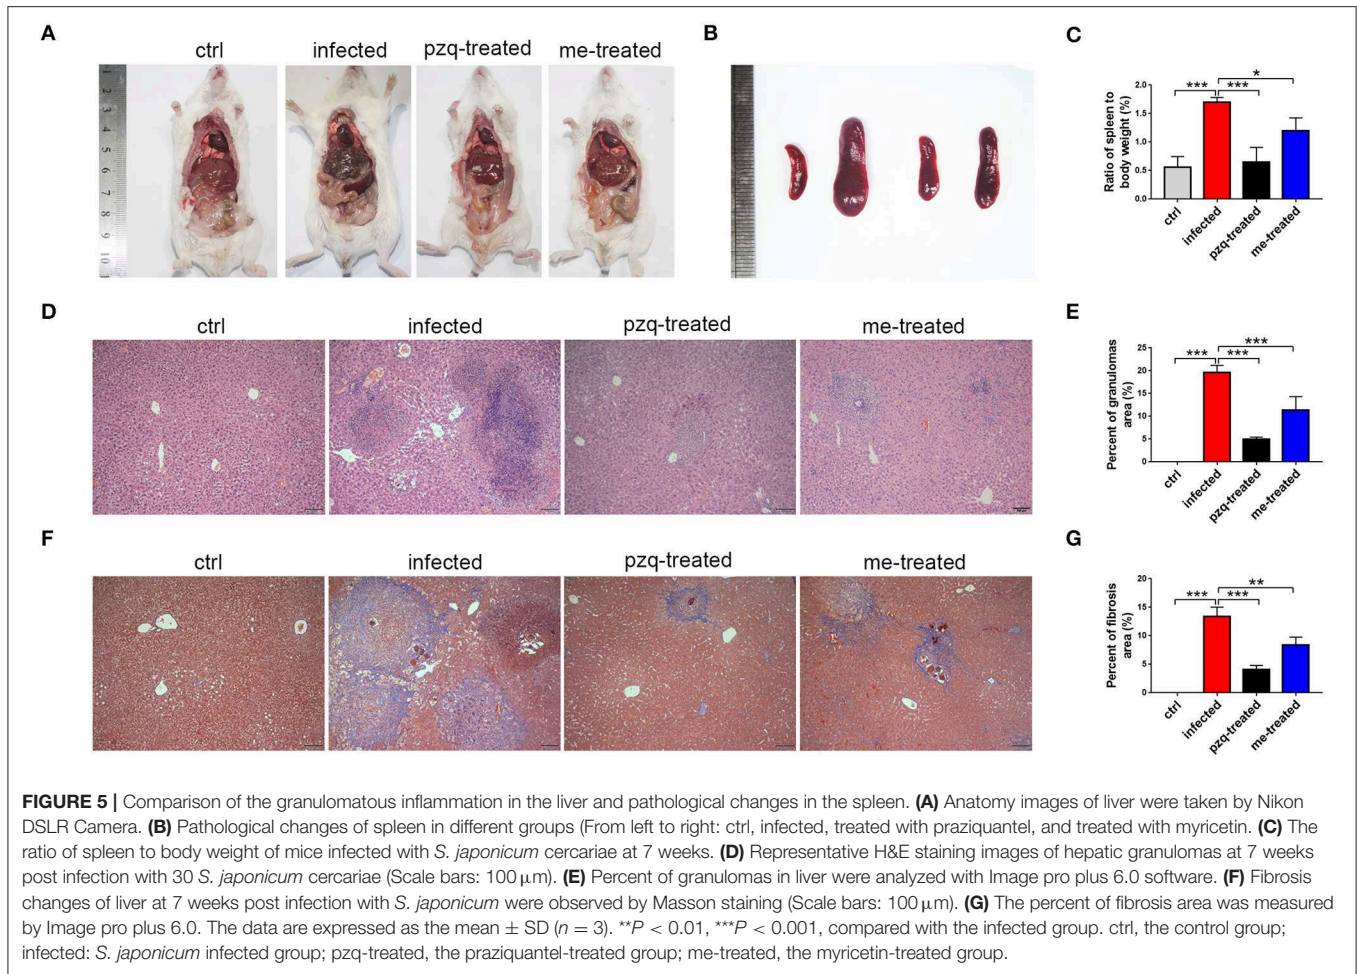 A
ctrl
infected
pzq-treated
me-treated
1
2
3
4
5
6
7
8
9
10
B
C
Ratio of spleen to
body weight (%)
2.0
1.5
1.0
0.5
0.0
***
***
*
ctrl
infected
pzq-treated
me-treated
D
ctrl
infected
pzq-treated
me-treated
E
Percent of granulomas
area (%)
25
20
15
10
5
0
***
***
***
ctrl
infected
pzq-treated
me-treated
F
ctrl
infected
pzq-treated
me-treated
G
Percent of fibrosis
area (%)
20
15
10
5
0
***
***
**
ctrl
infected
pzq-treated
me-treated
FIGURE 5 | Comparison of the granulomatous inflammation in the liver and pathological changes in the spleen. (A) Anatomy images of liver were taken by Nikon
DSLR Camera. (B) Pathological changes of spleen in different groups (From left to right: ctrl, infected, treated with praziquantel, and treated with myricetin. (C) The
ratio of spleen to body weight of mice infected with S. japonicum cercariae at 7 weeks. (D) Representative H&E staining images of hepatic granulomas at 7 weeks
post infection with 30 S. japonicum cercariae (Scale bars: 100 μm). (E) Percent of granulomas in liver were analyzed with Image pro plus 6.0 software. (F) Fibrosis
changes of liver at 7 weeks post infection with S. japonicum were observed by Masson staining (Scale bars: 100 μm). (G) The percent of fibrosis area was measured
by Image pro plus 6.0. The data are expressed as the mean ± SD (n = 3). **P < 0.01, ***P < 0.001, compared with the infected group. ctrl, the control group;
infected: S. japonicum infected group; pzq-treated, the praziquantel-treated group; me-treated, the myricetin-treated group.